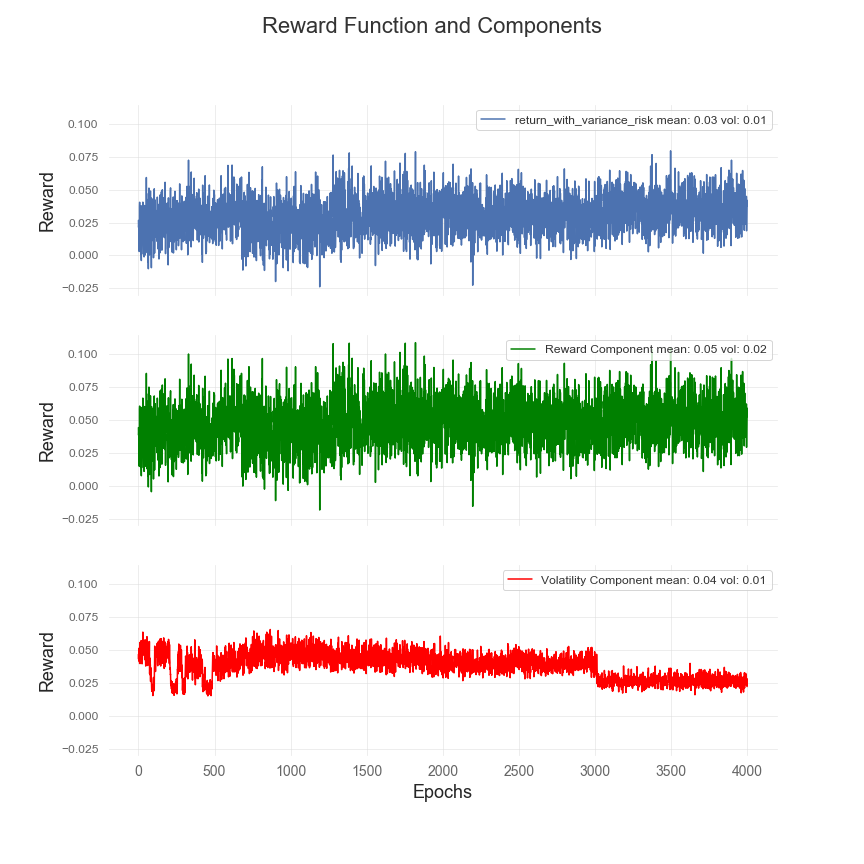 Reward Function and Components
return_with_variance_risk mean: 0.03 vol: 0.01
0.100
0.075
0.050
0.025
0.000
−0.025
Reward
Reward Component mean: 0.05 vol: 0.02
0.100
0.075
0.050
0.025
0.000
−0.025
Reward
Volatility Component mean: 0.04 vol: 0.01
0.100
0.075
0.050
0.025
0.000
−0.025
Reward
0 500 1000 1500 2000 2500 3000 3500 4000
Epochs